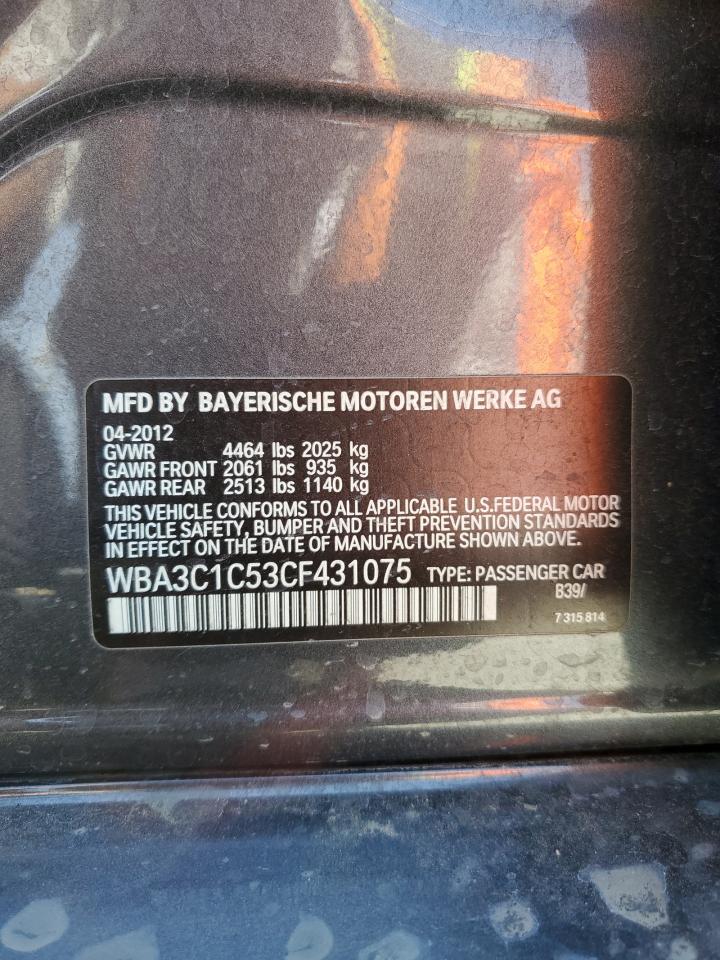 MFD BY BAYERISCHE MOTOREN WERKE AG
04-2012
GVWR 4464 lbs 2025 kg
GAWR FRONT 2061 lbs 935 kg
GAWR REAR 2513 lbs 1140 kg
THIS VEHICLE CONFORMS TO ALL APPLICABLE U.S.FEDERAL MOTOR
VEHICLE SAFETY, BUMPER AND THEFT PREVENTION STANDARDS
IN EFFECT ON DATE OF MANUFACTURE SHOWN ABOVE.
WBA3C1C53CF431075 TYPE: PASSENGER CAR
B39/
7 315 814